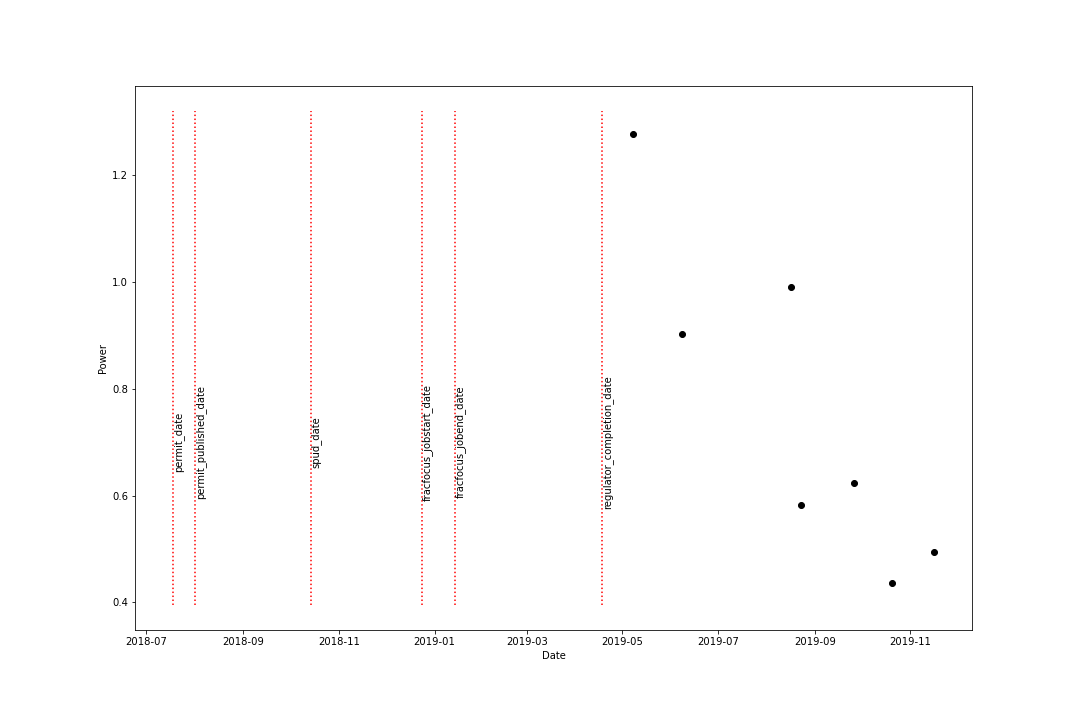 1.2
1.0
0.8
0.6
0.4
Power
permit_date
permit_published_date
spud_date
fracfocus_jobstart_date
fracfocus_jobend_date
regulator_completion_date
2018-07
2018-09
2018-11
2019-01
2019-03
2019-05
2019-07
2019-09
2019-11
Date